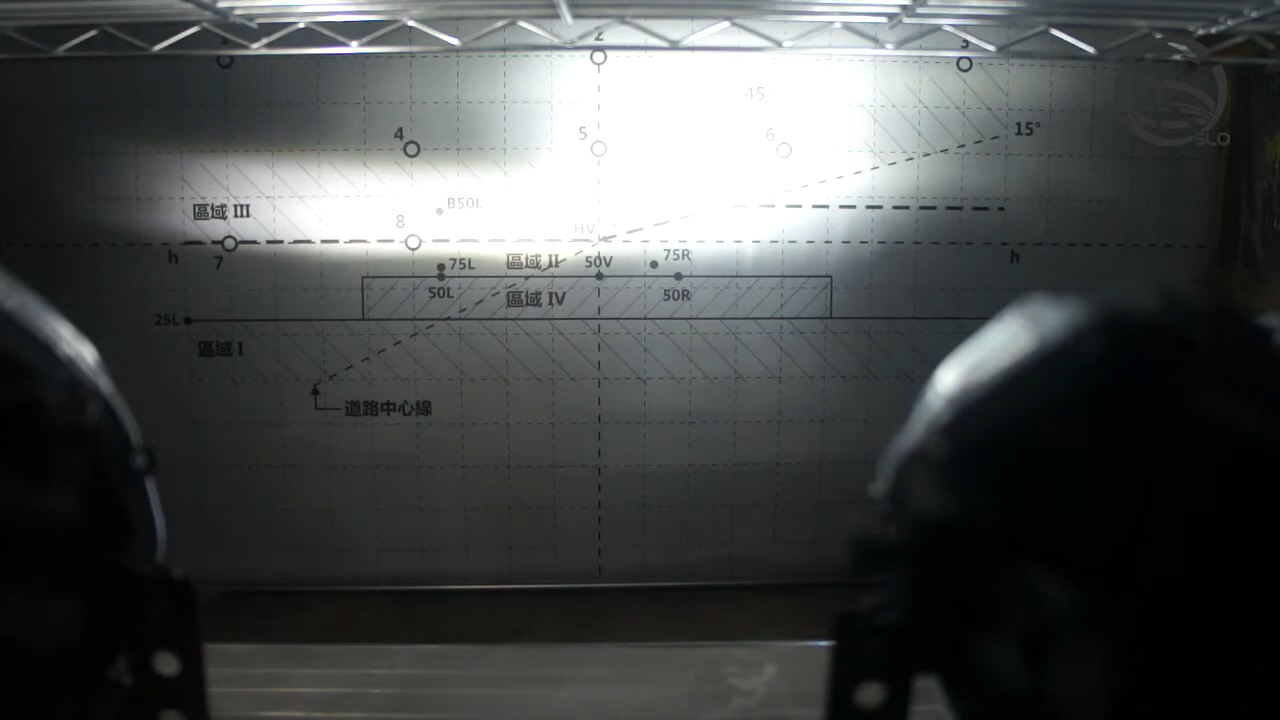 2
3
45°
15°
4
5
6
SLO
區域 III
B50L
8
HV
h
7
75L
區域 II
50V
75R
h
50L
區域 IV
50R
25L
區域 I
道路中心線